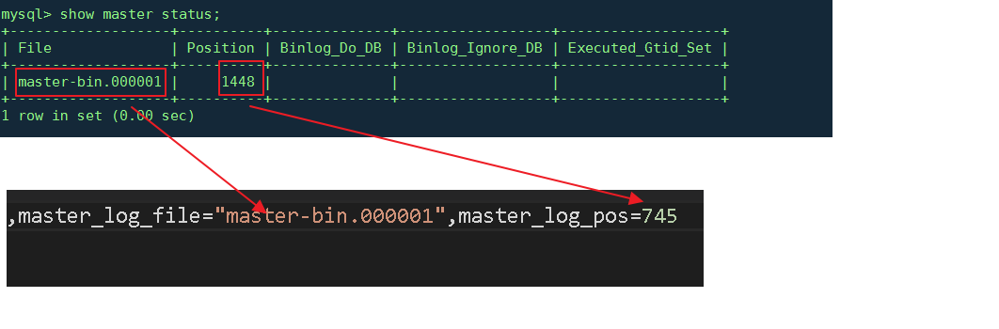 mysql> show master status;
+-------------------+----------+--------------+------------------+-------------------+
| File              | Position | Binlog_Do_DB | Binlog_Ignore_DB | Executed_Gtid_Set |
+-------------------+----------+--------------+------------------+-------------------+
| master-bin.000001 |     1448 |              |                  |                   |
+-------------------+----------+--------------+------------------+-------------------+
1 row in set (0.00 sec)
,master_log_file="master-bin.000001",master_log_pos=745